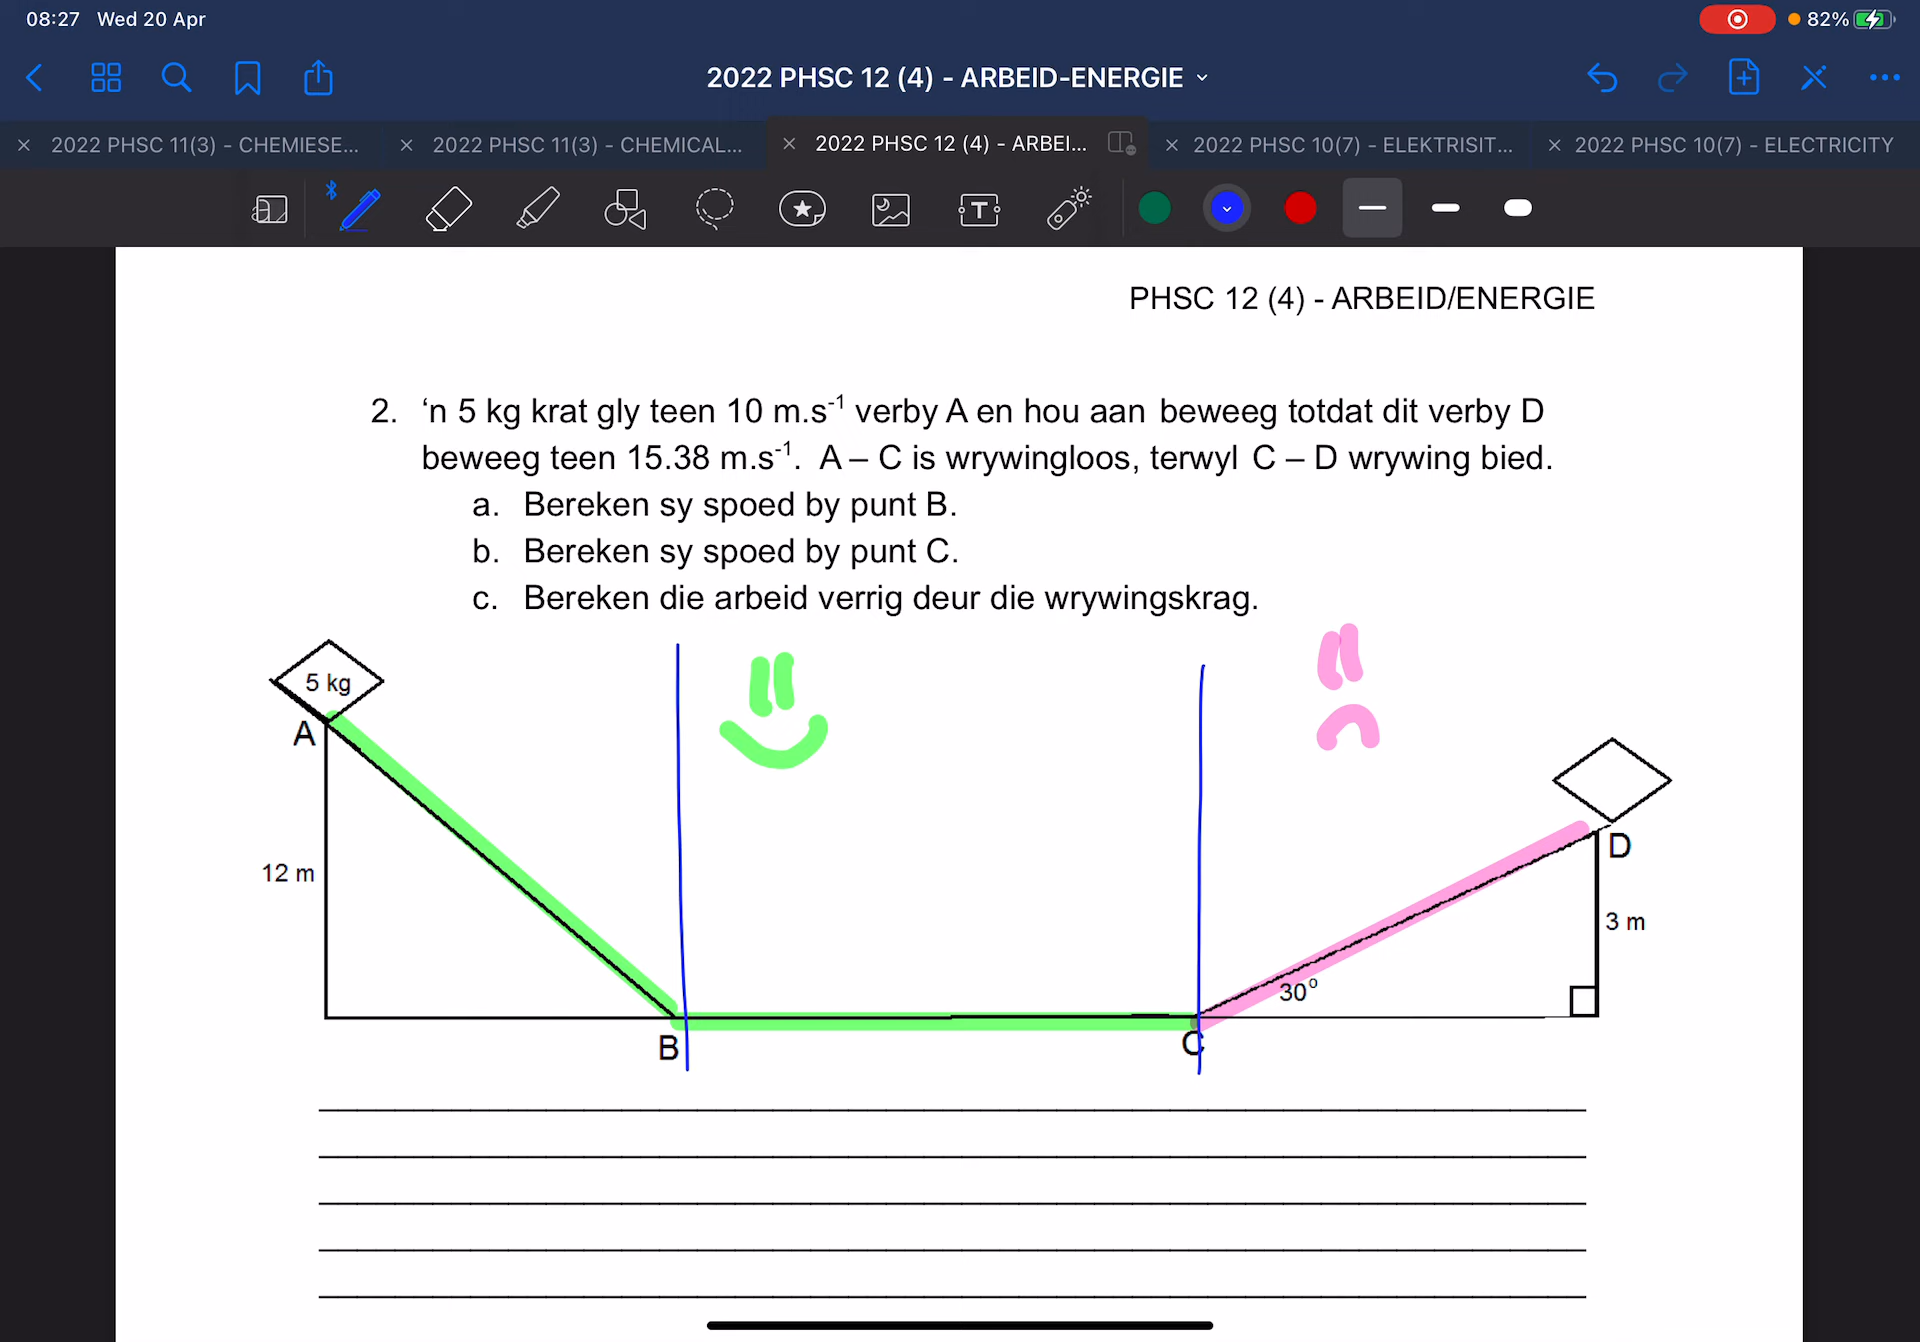 08:27 Wed 20 Apr
82%
2022 PHSC 12 (4) - ARBEID-ENERGIE
2022 PHSC 11(3) - CHEMIESE...
2022 PHSC 11(3) - CHEMICAL...
2022 PHSC 12 (4) - ARBEI...
2022 PHSC 10(7) - ELEKTRISIT...
2022 PHSC 10(7) - ELECTRICITY
T
PHSC 12 (4) - ARBEID/ENERGIE
2. ‘n 5 kg krat gly teen 10 m.s⁻¹ verby A en hou aan beweeg totdat dit verby D
beweeg teen 15.38 m.s⁻¹. A – C is wrywingloos, terwyl C – D wrywing bied.
a. Bereken sy spoed by punt B.
b. Bereken sy spoed by punt C.
c. Bereken die arbeid verrig deur die wrywingskrag.
5 kg
A
D
12 m
3 m
30°
B
C